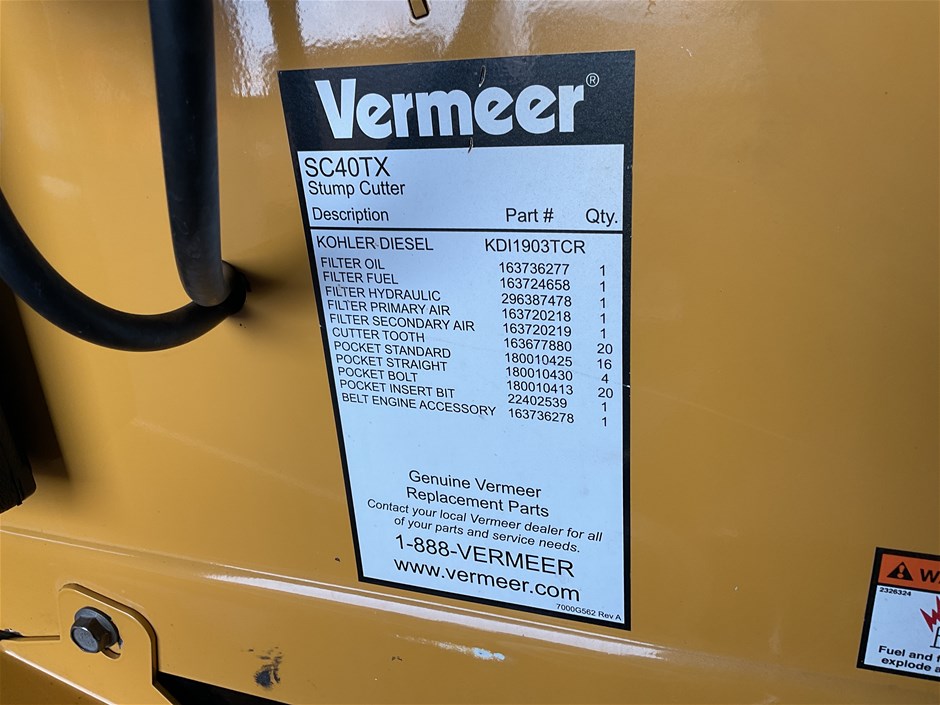 Vermeer®
SC40TX
Stump Cutter
Description Part # Qty.
KOHLER DIESEL KDI1903TCR
FILTER OIL 163736277 1
FILTER FUEL 163724658 1
FILTER HYDRAULIC 296387478 1
FILTER PRIMARY AIR 163720218 1
FILTER SECONDARY AIR 163720219 1
CUTTER TOOTH 163677880 20
POCKET STANDARD 180010425 16
POCKET STRAIGHT 180010430 4
POCKET BOLT 180010413 20
POCKET INSERT BIT 22402539 1
BELT ENGINE ACCESSORY 163736278 1
Genuine Vermeer
Replacement Parts
Contact your local Vermeer dealer for all
of your parts and service needs.
1-888-VERMEER
www.vermeer.com
7000G562 Rev A
2326324
Fuel and
explode